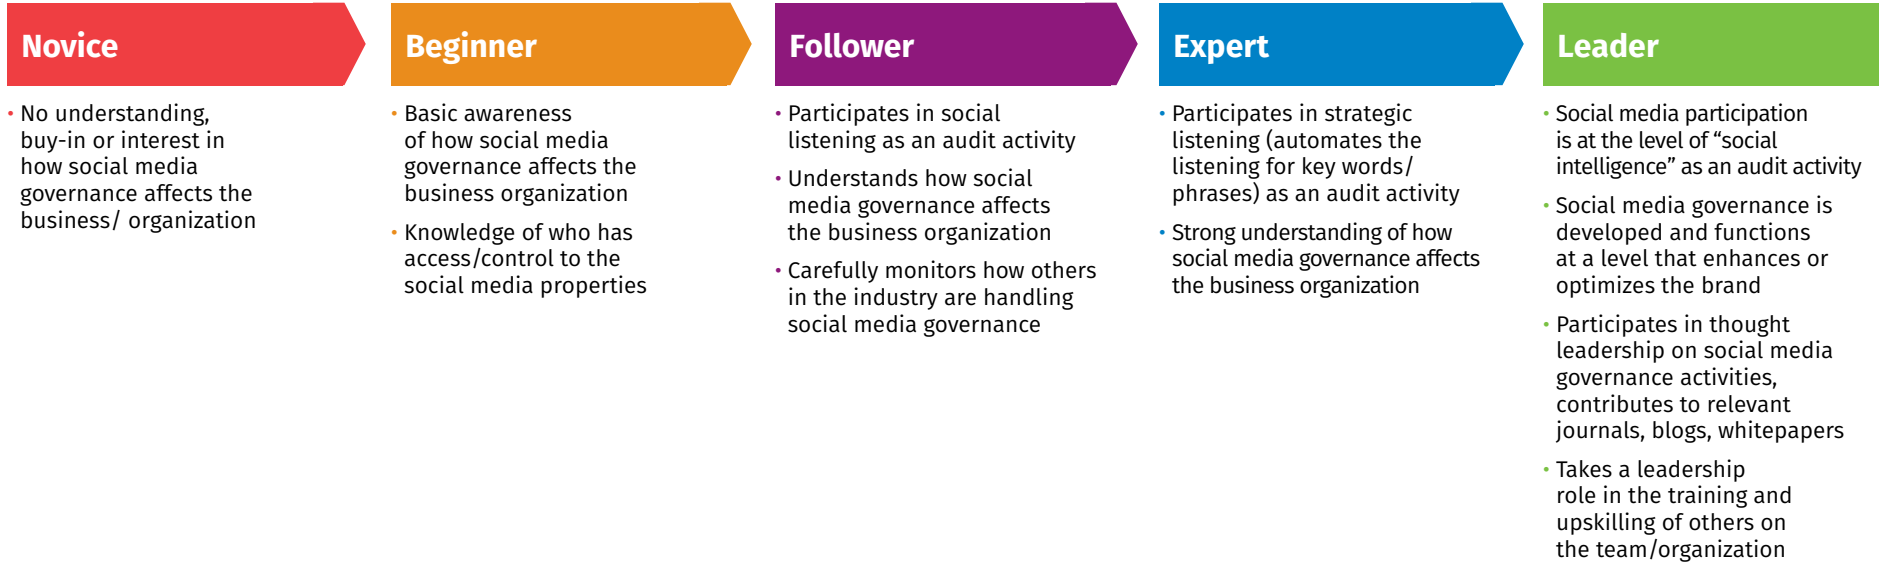 Novice
• No understanding,
buy-in or interest in
how social media
governance affects the
business/ organization
Beginner
• Basic awareness
of how social media
governance affects the
business organization
• Knowledge of who has
access/control to the
social media properties
Follower
• Participates in social
listening as an audit activity
• Understands how social
media governance affects
the business organization
• Carefully monitors how others
in the industry are handling
social media governance
Expert
• Participates in strategic
listening (automates the
listening for key words/
phrases) as an audit activity
• Strong understanding of how
social media governance affects
the business organization
Leader
• Social media participation
is at the level of “social
intelligence” as an audit activity
• Social media governance is
developed and functions
at a level that enhances or
optimizes the brand
• Participates in thought
leadership on social media
governance activities,
contributes to relevant
journals, blogs, whitepapers
• Takes a leadership
role in the training and
upskilling of others on
the team/organization